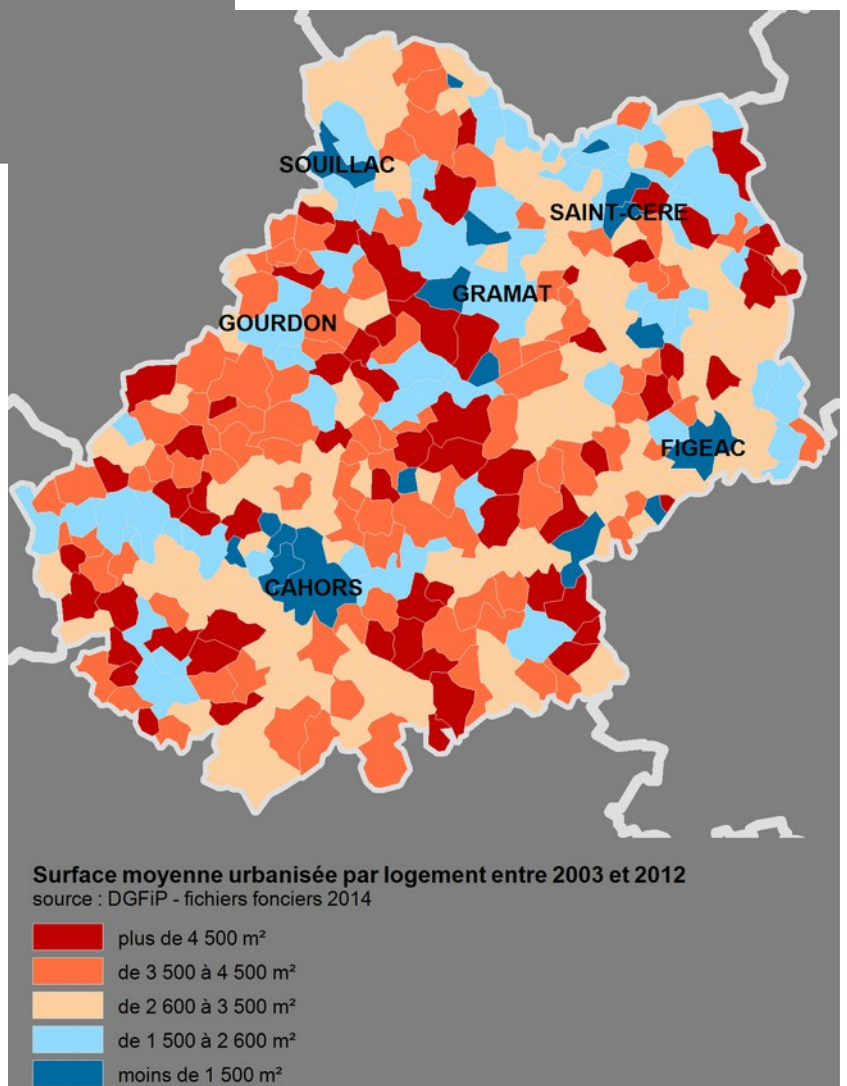 SOUILLAC
SAINT-CERE
GRAMAT
GOURDON
FIGEAC
CAHORS
Surface moyenne urbanisée par logement entre 2003 et 2012
source : DGFiP - fichiers fonciers 2014
plus de 4 500 m²
de 3 500 à 4 500 m²
de 2 600 à 3 500 m²
de 1 500 à 2 600 m²
moins de 1 500 m²